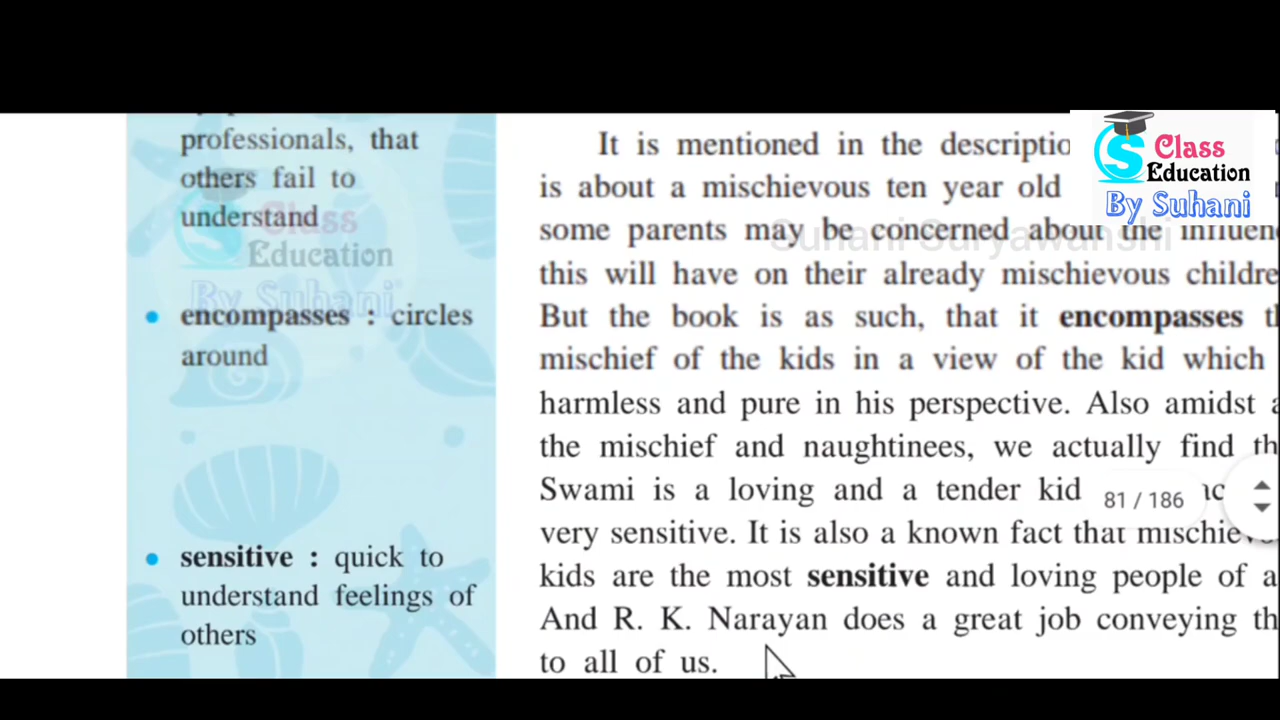 professionals, that
others fail to
understand
encompasses : circles
around
sensitive : quick to
understand feelings of
others
It is mentioned in the
is about a mischievous ten year old
some parents may be concerned about the
this will have on their already mischievous
But the book is as such, that it encompasses
mischief of the kids in a view of the kid which
harmless and pure in his perspective. Also amidst
the mischief and naughtinees, we actually find
Swami is a loving and a tender kid
very sensitive. It is also a known fact that
kids are the most sensitive and loving people of
And R. K. Narayan does a great job conveying
to all of us.
S Class
Education
By Suhani
Class
Education
By Suhani
Suhani Suryawanshi
81 / 186